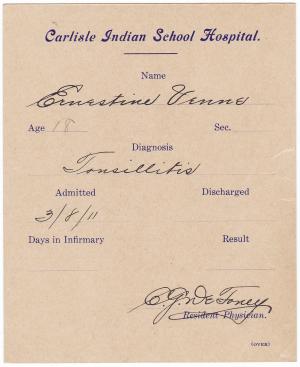 Carlisle Indian School Hospital.
Name
Ernestine Venne
Age 18 Sec.
Diagnosis
Tonsillitis
Admitted Discharged
3/8/11
Days in Infirmary Result
C. G. DeToney
Resident Physician.
(OVER)